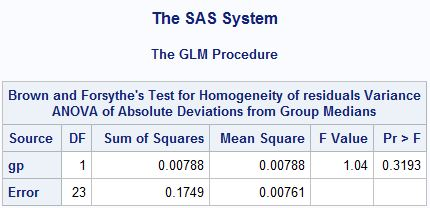 The SAS System
The GLM Procedure
Brown and Forsythe's Test for Homogeneity of residuals Variance
ANOVA of Absolute Deviations from Group Medians
Source DF Sum of Squares Mean Square F Value Pr > F
gp 1 0.00788 0.00788 1.04 0.3193
Error 23 0.1749 0.00761